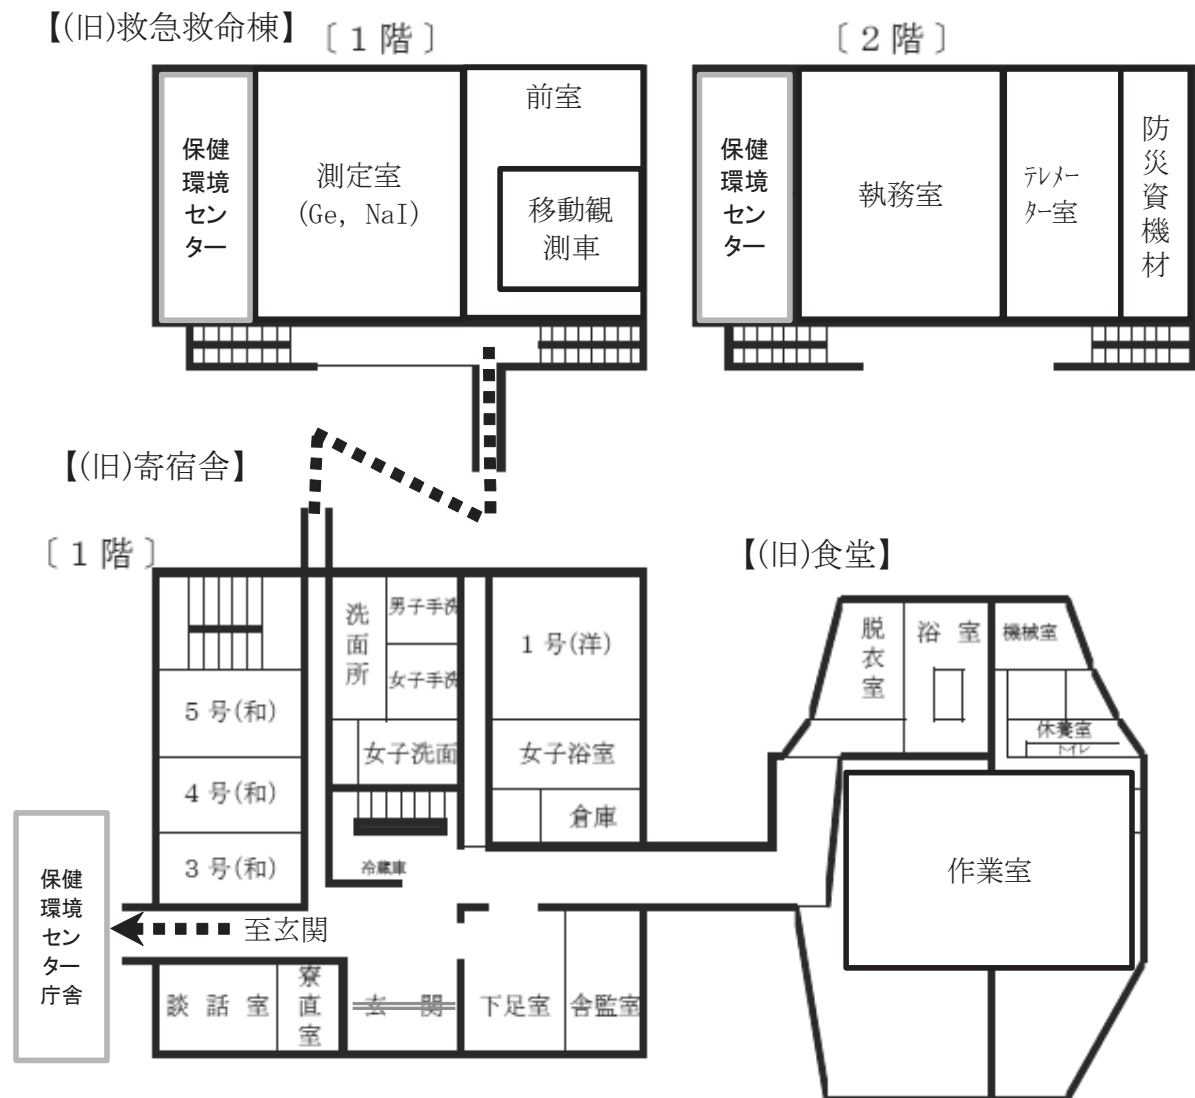 【(旧)救急救命棟】
〔１階〕
〔２階〕
保健
環境
セン
ター
測定室
(Ge, NaI)
前室
移動観
測車
保健
環境
セン
ター
執務室
ﾃﾚﾒｰ
ﾀｰ室
防災資機材
【(旧)寄宿舎】
〔１階〕
洗面所
男子手洗
女子手洗
女子洗面
１号(洋)
女子浴室
倉庫
５号(和)
４号(和)
３号(和)
冷蔵庫
至玄関
保健
環境
セン
ター
庁舎
談話室
寮直室
玄関
下足室
舎監室
【(旧)食堂】
脱衣室
浴室
機械室
休養室
トイレ
作業室